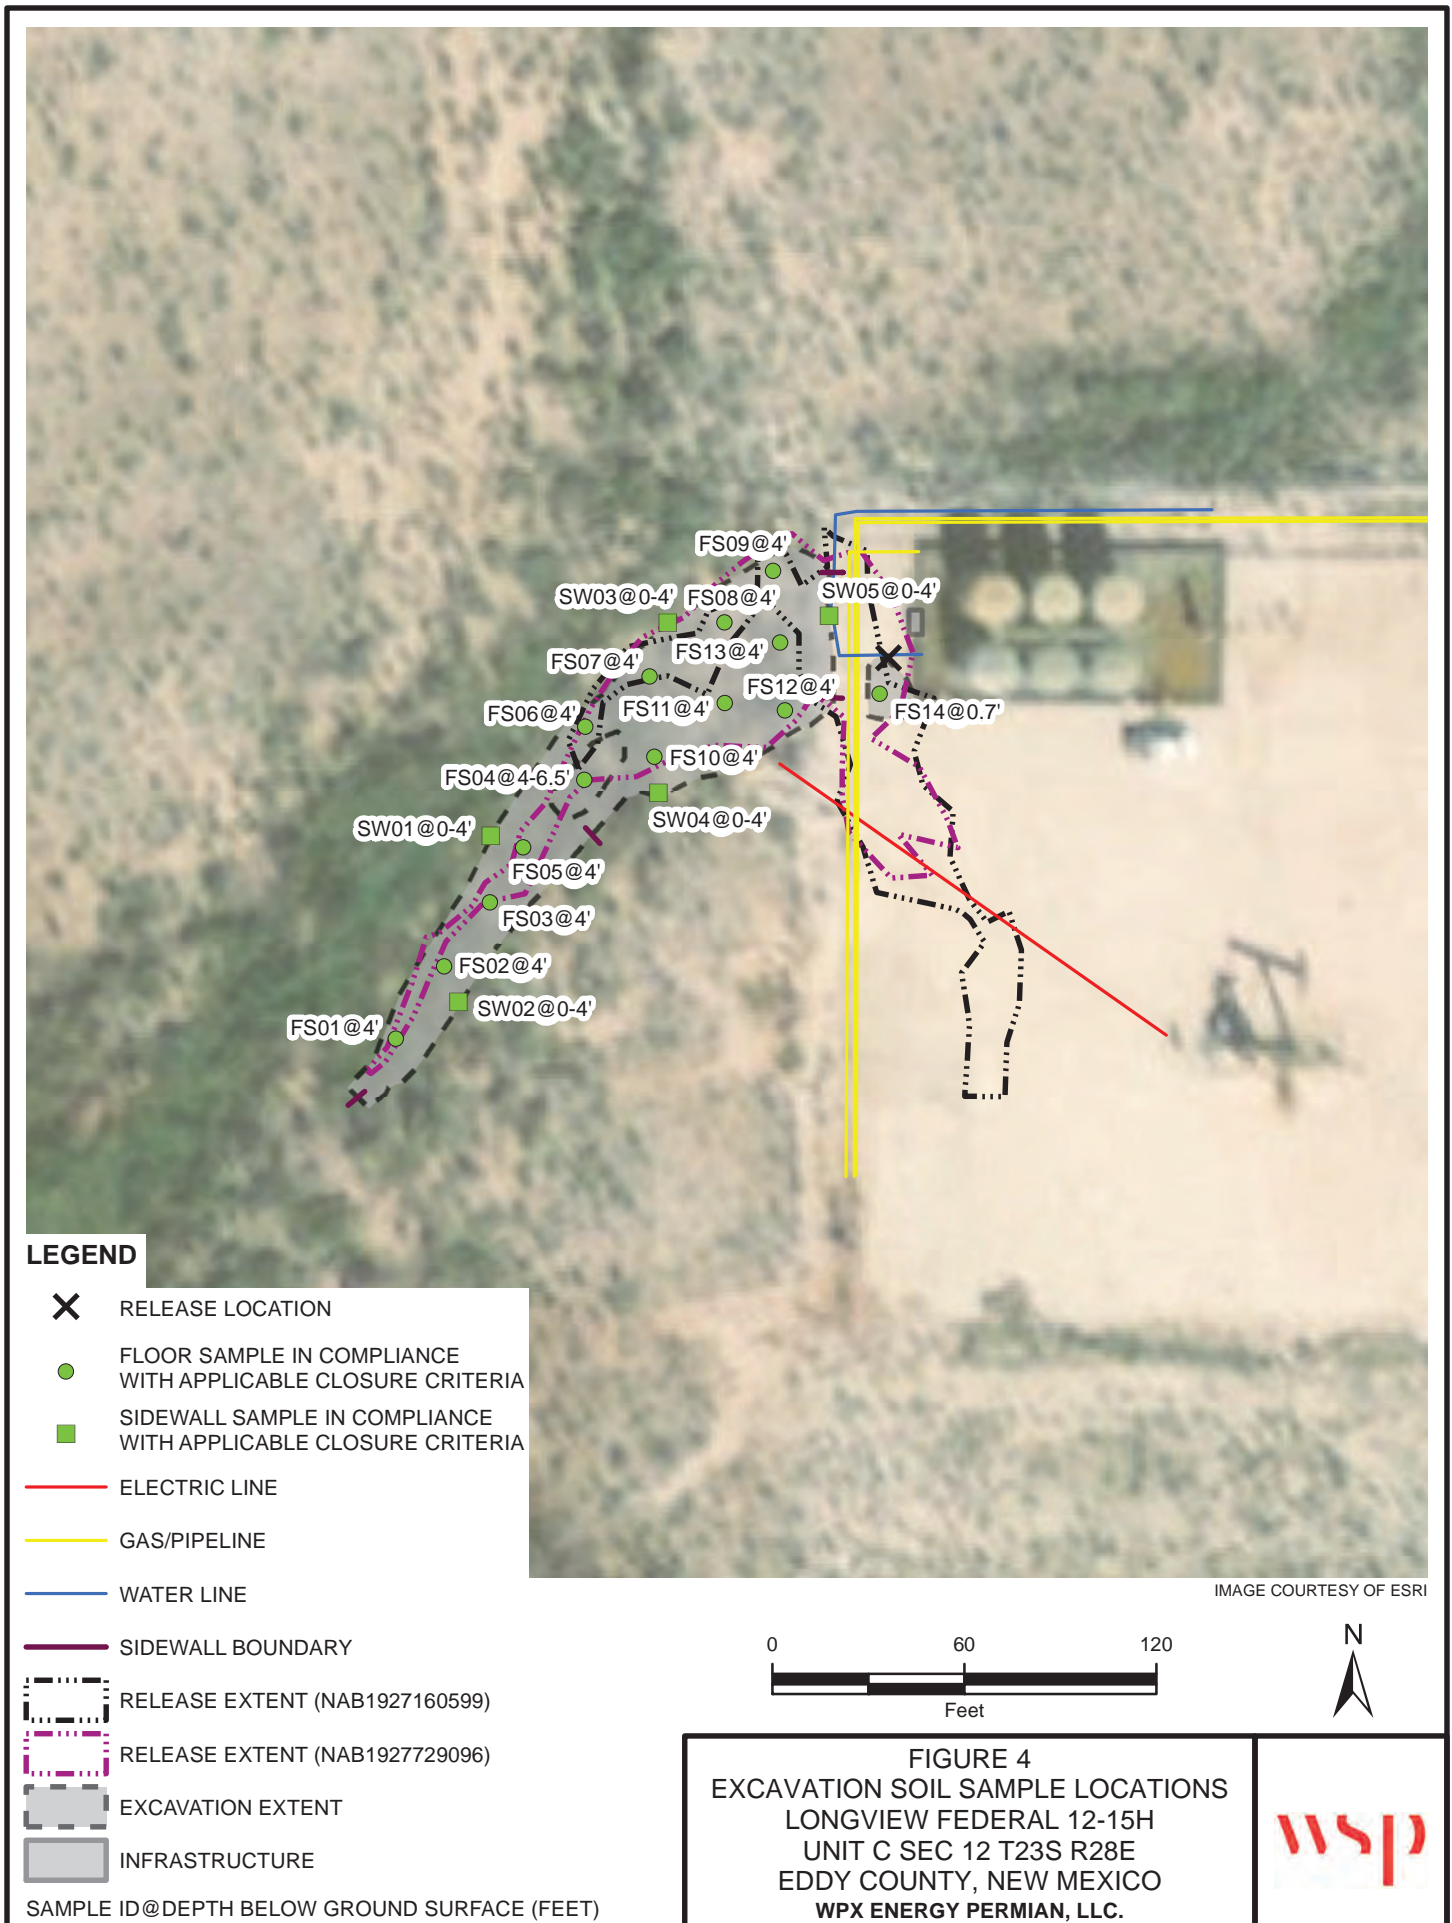 FS09@4'
SW03@0-4'
FS08@4'
SW05@0-4'
FS13@4'
FS07@4'
FS12@4'
FS11@4'
FS14@0.7'
FS06@4'
FS10@4'
FS04@4-6.5'
SW01@0-4'
SW04@0-4'
FS05@4'
FS03@4'
FS02@4'
SW02@0-4'
FS01@4'
LEGEND
RELEASE LOCATION
FLOOR SAMPLE IN COMPLIANCE
WITH APPLICABLE CLOSURE CRITERIA
SIDEWALL SAMPLE IN COMPLIANCE
WITH APPLICABLE CLOSURE CRITERIA
ELECTRIC LINE
GAS/PIPELINE
WATER LINE
SIDEWALL BOUNDARY
RELEASE EXTENT (NAB1927160599)
RELEASE EXTENT (NAB1927729096)
EXCAVATION EXTENT
INFRASTRUCTURE
SAMPLE ID@DEPTH BELOW GROUND SURFACE (FEET)
IMAGE COURTESY OF ESRI
0 60 120
Feet
N
FIGURE 4
EXCAVATION SOIL SAMPLE LOCATIONS
LONGVIEW FEDERAL 12-15H
UNIT C SEC 12 T23S R28E
EDDY COUNTY, NEW MEXICO
WPX ENERGY PERMIAN, LLC.
wsp